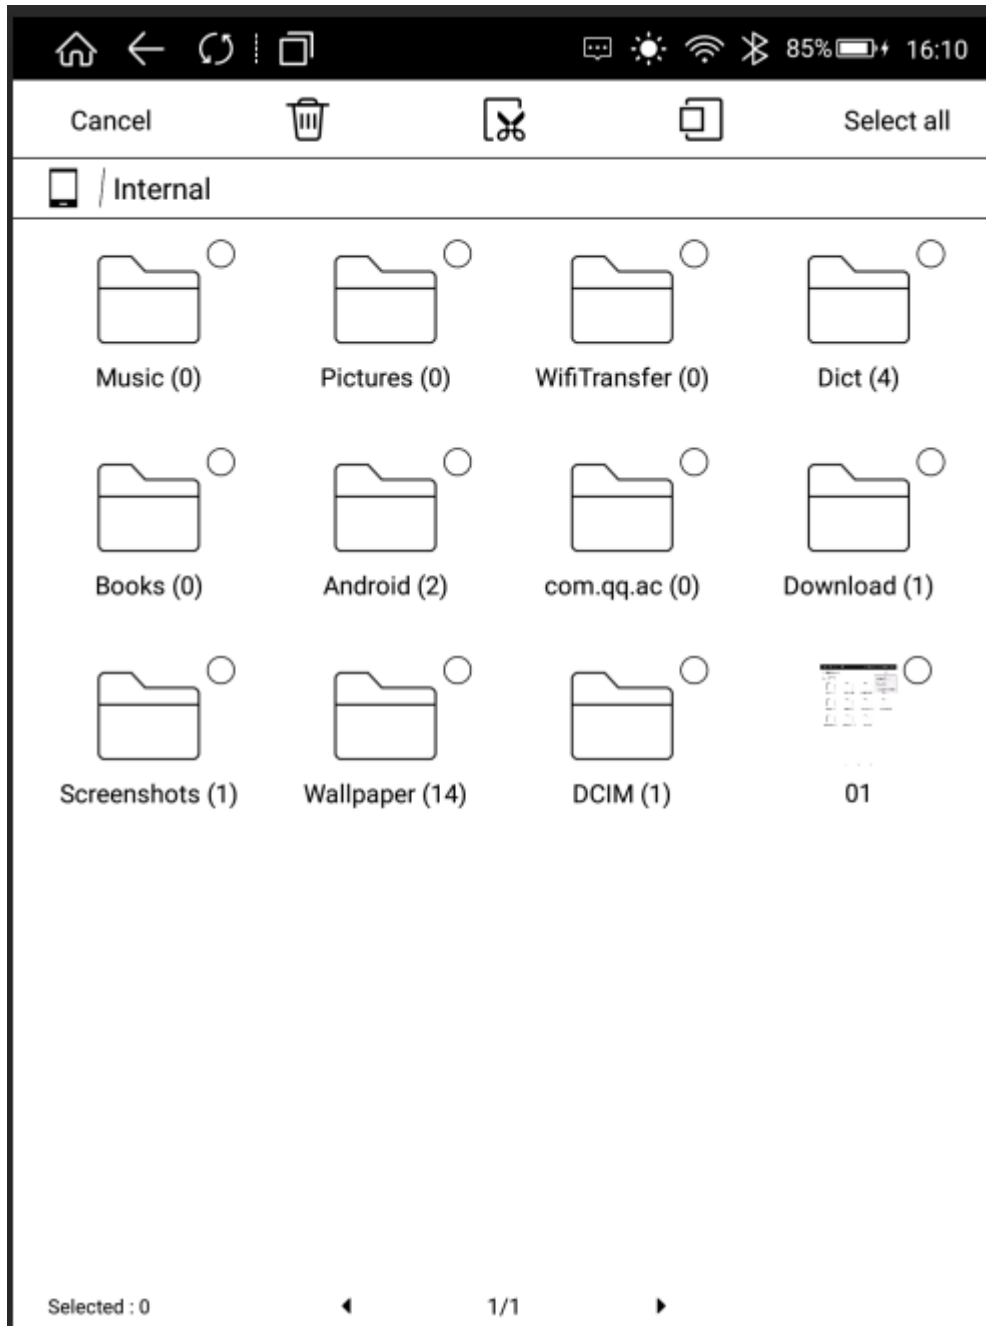 85% 16:10
Cancel Select all
/ Internal
Music (0) Pictures (0) WifiTransfer (0) Dict (4)
Books (0) Android (2) com.qq.ac (0) Download (1)
Screenshots (1) Wallpaper (14) DCIM (1) 01
Selected : 0 1/1